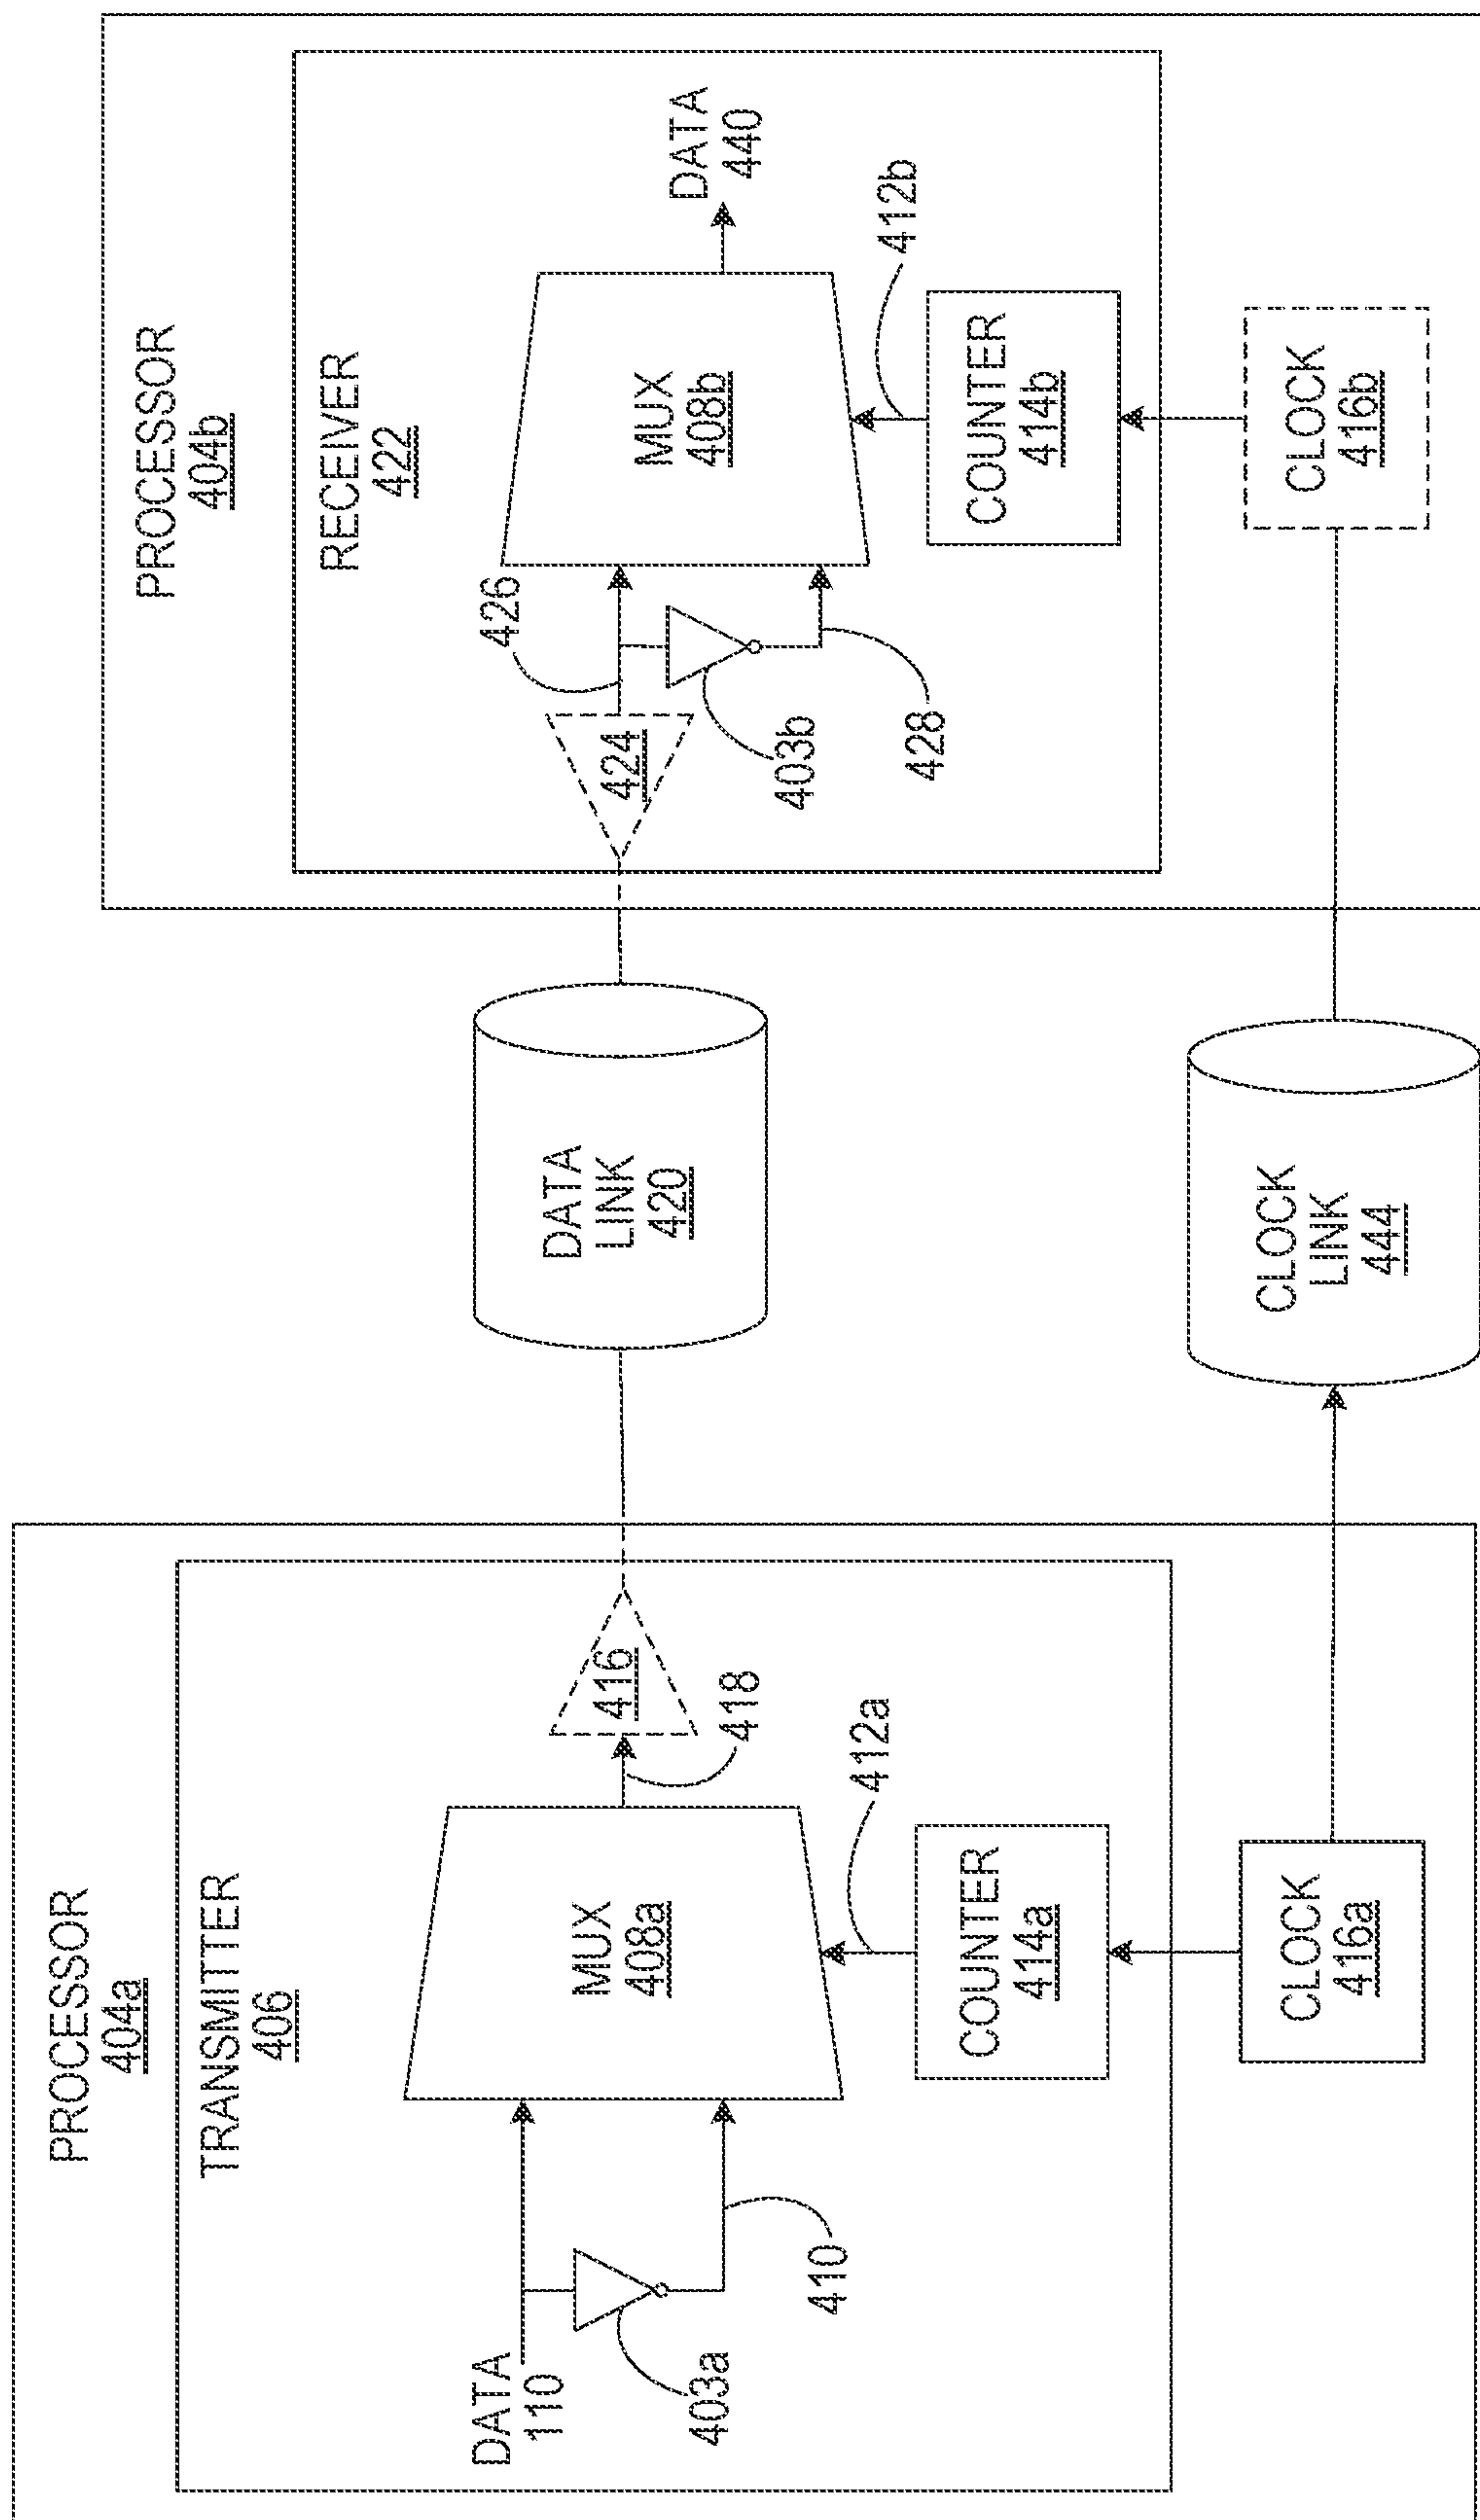 PROCESSOR
404a
TRANSMITTER
406
DATA
110
403a
410
MUX
408a
418
416
412a
COUNTER
414a
CLOCK
416a
DATA
LINK
420
CLOCK
LINK
444
PROCESSOR
404b
RECEIVER
422
424
426
403b
428
MUX
408b
DATA
440
412b
COUNTER
414b
CLOCK
416b